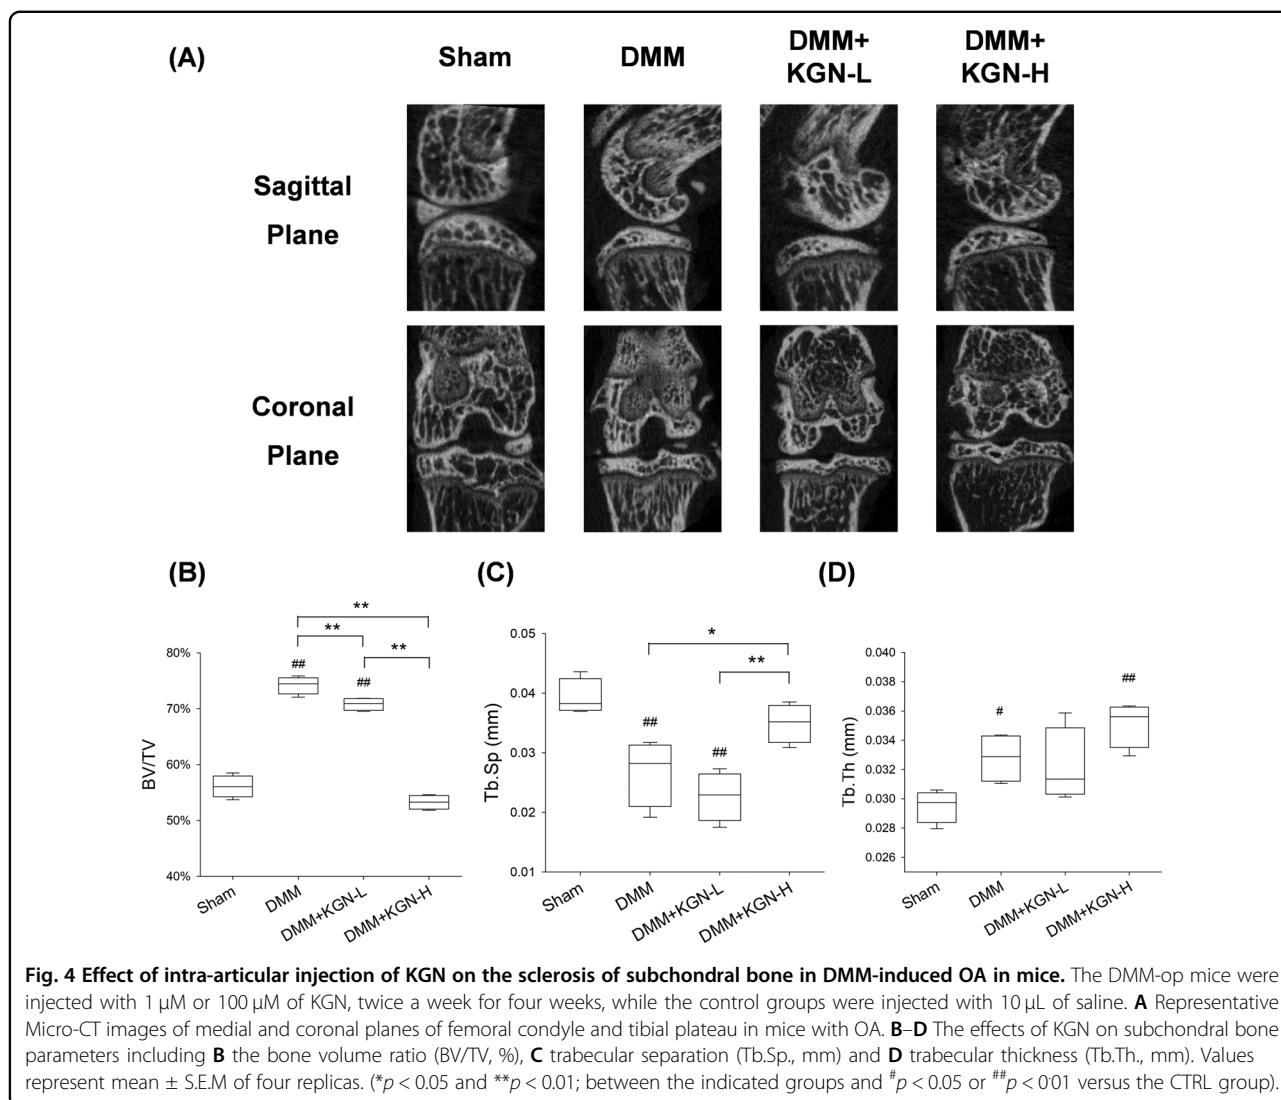 (A)
Sham
DMM
DMM+
KGN-L
DMM+
KGN-H
Sagittal
Plane
Coronal
Plane
(B)
BV/TV
80%
70%
60%
50%
40%
##
##
**
**
**
Sham
DMM
DMM+KGN-L
DMM+KGN-H
(C)
Tb.Sp (mm)
0.05
0.04
0.03
0.02
0.01
##
##
*
**
Sham
DMM
DMM+KGN-L
DMM+KGN-H
(D)
Tb.Th (mm)
0.040
0.038
0.036
0.034
0.032
0.030
0.028
0.026
#
##
Sham
DMM
DMM+KGN-L
DMM+KGN-H
Fig. 4 Effect of intra-articular injection of KGN on the sclerosis of subchondral bone in DMM-induced OA in mice. The DMM-op mice were
injected with 1 µM or 100 µM of KGN, twice a week for four weeks, while the control groups were injected with 10 µL of saline. A Representative
Micro-CT images of medial and coronal planes of femoral condyle and tibial plateau in mice with OA. B–D The effects of KGN on subchondral bone
parameters including B the bone volume ratio (BV/TV, %), C trabecular separation (Tb.Sp., mm) and D trabecular thickness (Tb.Th., mm). Values
represent mean ± S.E.M of four replicas. (*p < 0.05 and **p < 0.01; between the indicated groups and #p < 0.05 or ##p < 0 01 versus the CTRL group).